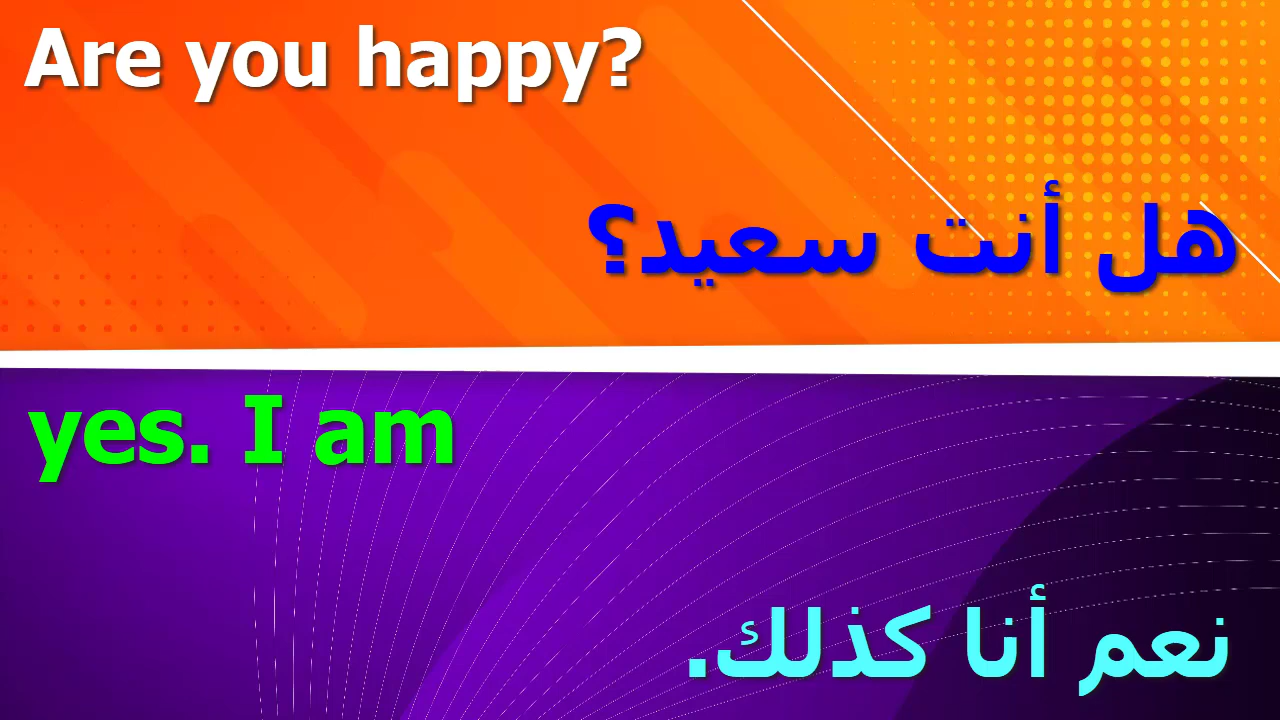 Are you happy?
هل أنت سعيد؟
yes. I am
نعم أنا كذلك.